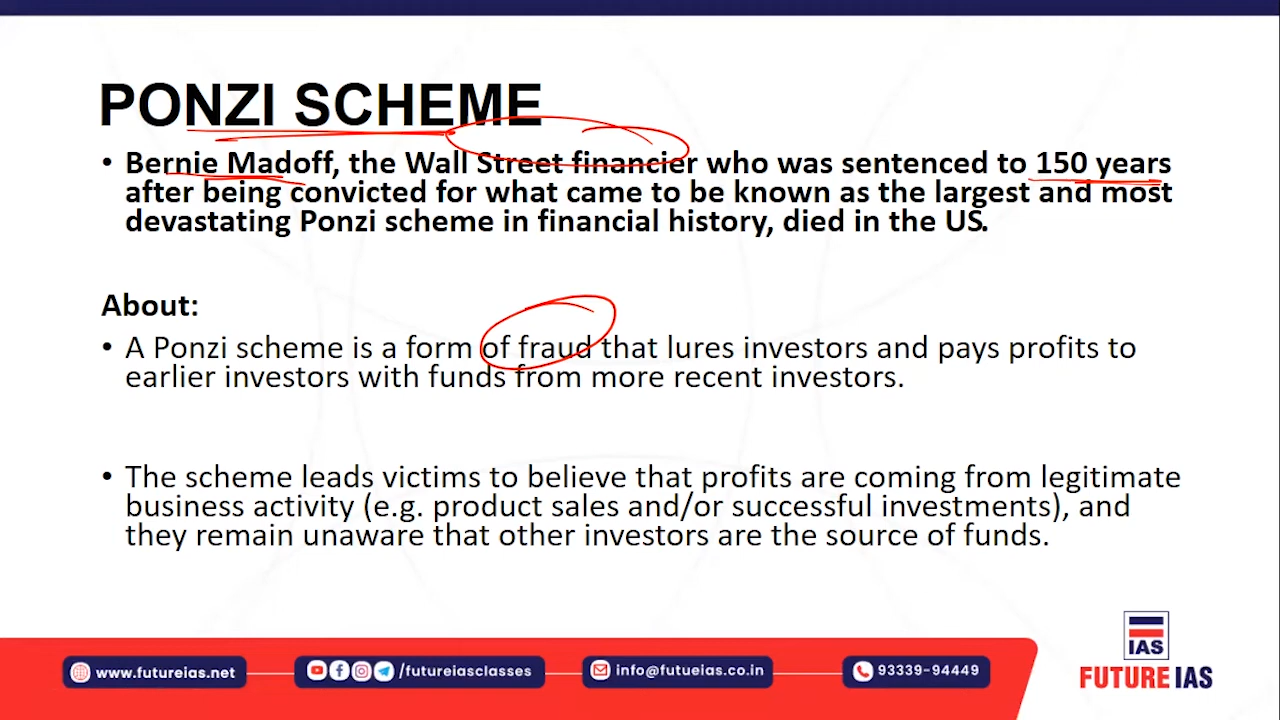 PONZI SCHEME
• Bernie Madoff, the Wall Street financier who was sentenced to 150 years
after being convicted for what came to be known as the largest and most
devastating Ponzi scheme in financial history, died in the US.
About:
• A Ponzi scheme is a form of fraud that lures investors and pays profits to
earlier investors with funds from more recent investors.
• The scheme leads victims to believe that profits are coming from legitimate
business activity (e.g. product sales and/or successful investments), and
they remain unaware that other investors are the source of funds.
IAS
FUTURE IAS
www.futureias.net
/futureiasclasses
info@futueias.co.in
93339-94449